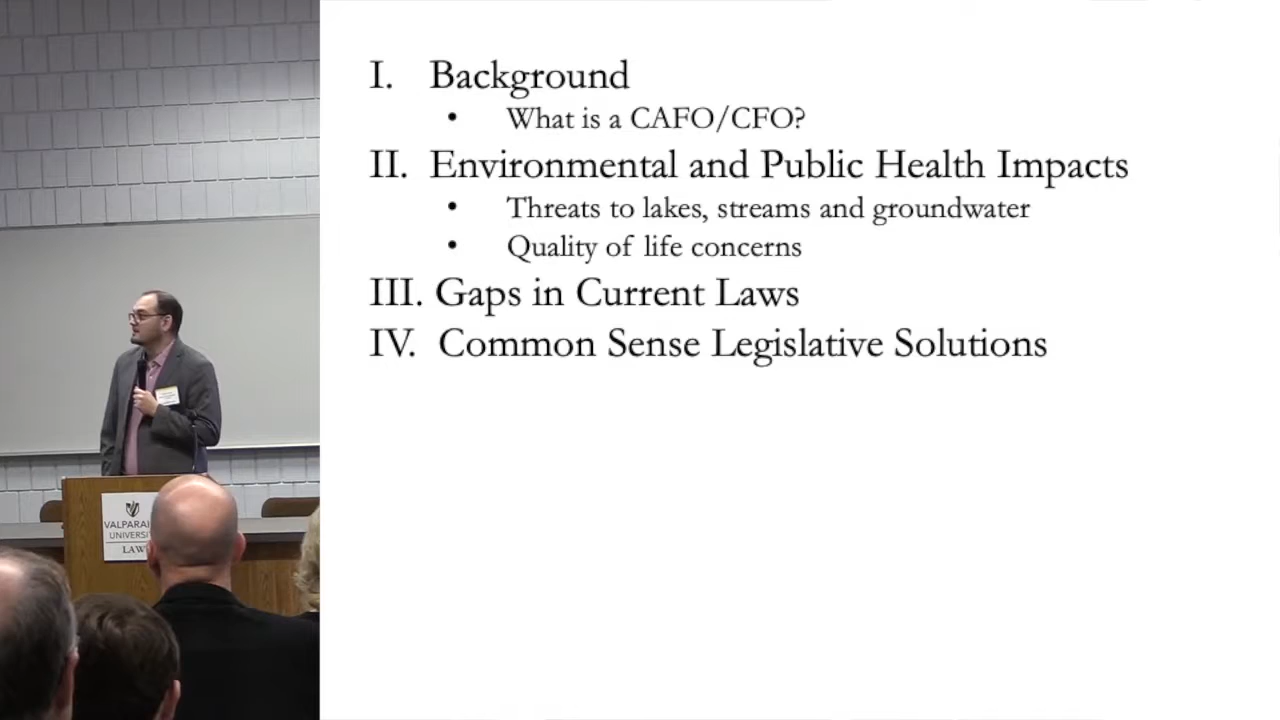 I. Background
• What is a CAFO/CFO?
II. Environmental and Public Health Impacts
• Threats to lakes, streams and groundwater
• Quality of life concerns
III. Gaps in Current Laws
IV. Common Sense Legislative Solutions
LAW